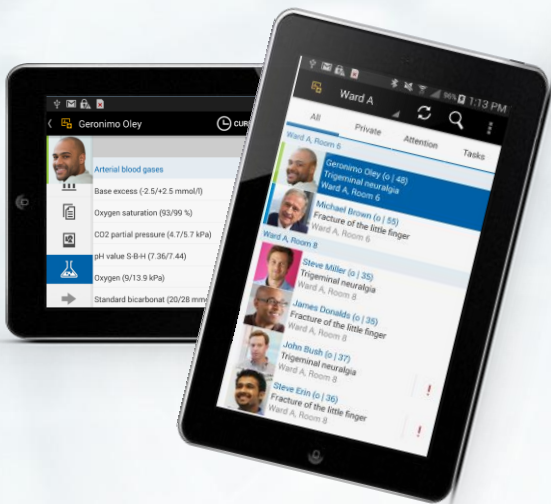 Geronimo Oley
Arterial blood gases
Base excess (-2.5/+2.5 mmol/l)
Oxygen saturation (93/99 %)
CO2 partial pressure (4.7/5.7 kPa)
pH value S-B-H (7.36/7.44)
Oxygen (9/13.9 kPa)
Standard bicarbonat (20/28
96% 1:13 PM
Ward A
All Private Attention Tasks
Ward A, Room 6
Geronimo Oley (o | 48)
Trigeminal neuralgia
Ward A, Room 6
Michael Brown (o | 55)
Fracture of the little finger
Ward A, Room 6
Ward A, Room 8
Steve Miller (o | 35)
Trigeminal neuralgia
Ward A, Room 8
James Donalds (o | 35)
Fracture of the little finger
Ward A, Room 8
John Bush (o | 37)
Trigeminal neuralgia
Ward A, Room 8
!
Steve Erin (o | 36)
Fracture of the little finger
Ward A, Room 8
!